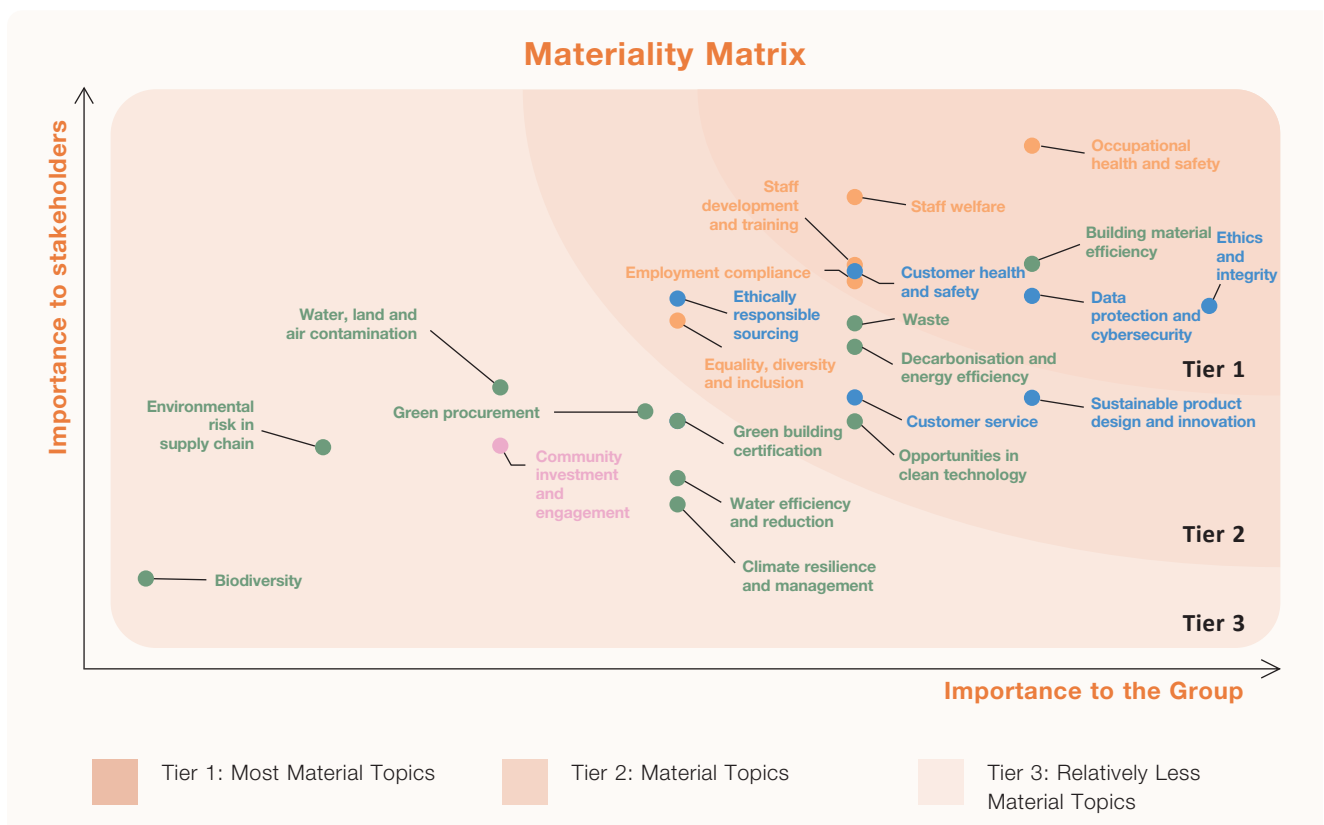 Materiality Matrix
Importance to stakeholders
Occupational
health and safety
Staff
development
and training
Staff welfare
Building material
efficiency
Ethics
and
integrity
Employment compliance
Customer health
and safety
Ethically
responsible
sourcing
Data
protection and
cybersecurity
Water, land and
air contamination
Waste
Equality, diversity
and inclusion
Decarbonisation and
energy efficiency
Tier 1
Environmental
risk in
supply chain
Green procurement
Customer service
Sustainable product
design and innovation
Green building
certification
Opportunities in
clean technology
Community
investment
and
engagement
Water efficiency
and reduction
Tier 2
Climate resilience
and management
Biodiversity
Tier 3
Importance to the Group
Tier 1: Most Material Topics
Tier 2: Material Topics
Tier 3: Relatively Less
Material Topics